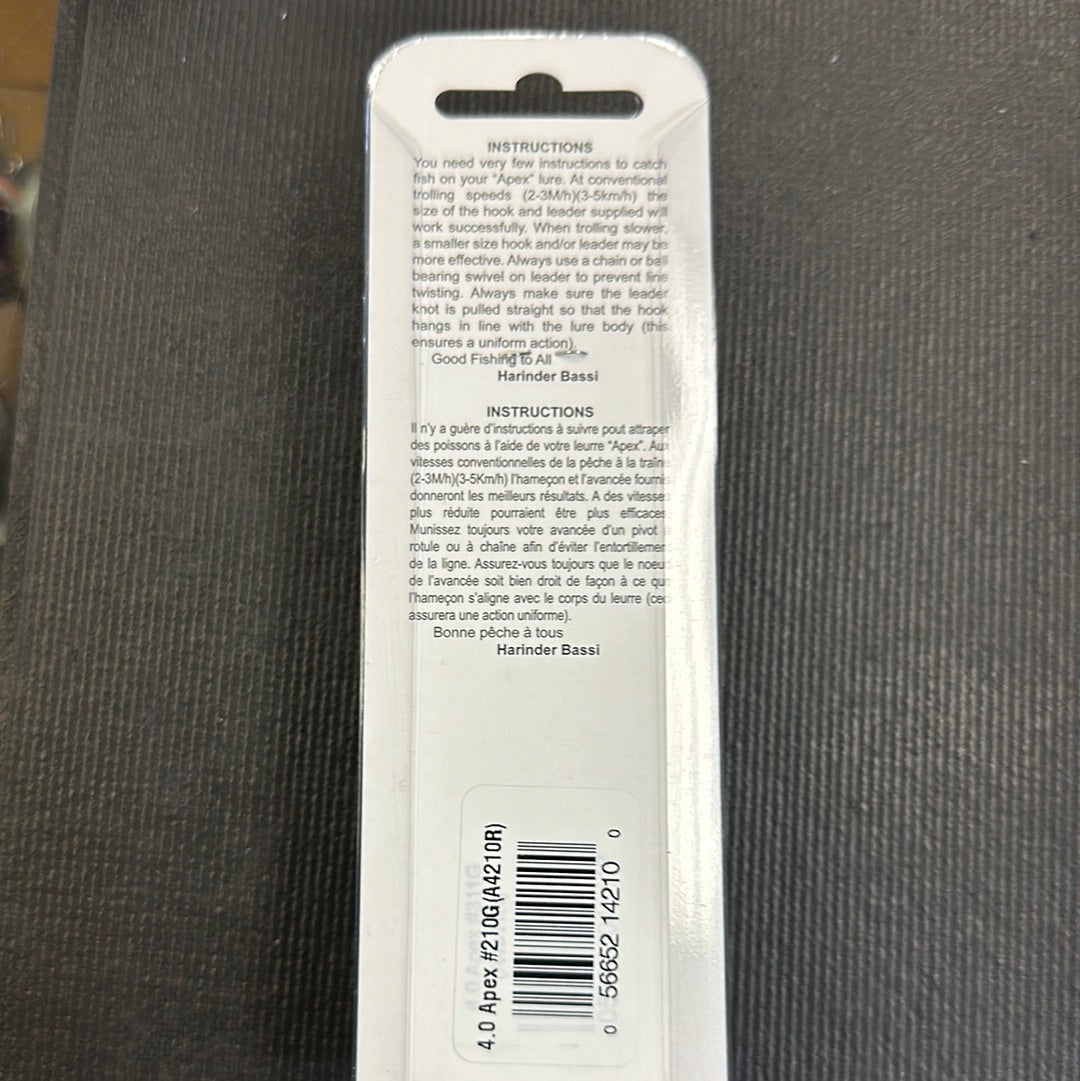 INSTRUCTIONS
You need very few instructions to catch
fish on your "Apex" lure. At conventional
trolling speeds (2-3M/h)(3-5km/h) the
size of the hook and leader supplied will
work successfully. When trolling slower,
a smaller size hook and/or leader may be
more effective. Always use a chain or ball
bearing swivel on leader to prevent line
twisting. Always make sure the leader
knot is pulled straight so that the hook
hangs in line with the lure body (this
ensures a uniform action).
Good Fishing to All
Harinder Bassi
INSTRUCTIONS
Il n'y a guère d'instructions à suivre pout attraper
des poissons à l'aide de votre leurre "Apex". Aux
vitesses conventionnelles de la pêche à la traîne
(2-3M/h)(3-5Km/h) l'hameçon et l'avancée fournis
donneront les meilleurs résultats. A des vitesses
plus réduite pourraient être plus efficaces.
Munissez toujours votre avancée d'un pivot à
rotule ou à chaîne afin d'éviter l'entortillemen
de la ligne. Assurez-vous toujours que le noeu
de l'avancée soit bien droit de façon à ce que
l'hameçon s'aligne avec le corps du leurre (cec
assurera une action uniforme).
Bonne pêche à tous
Harinder Bassi
4.0 Apex #210G(A4210R)
0 56652 14210 0